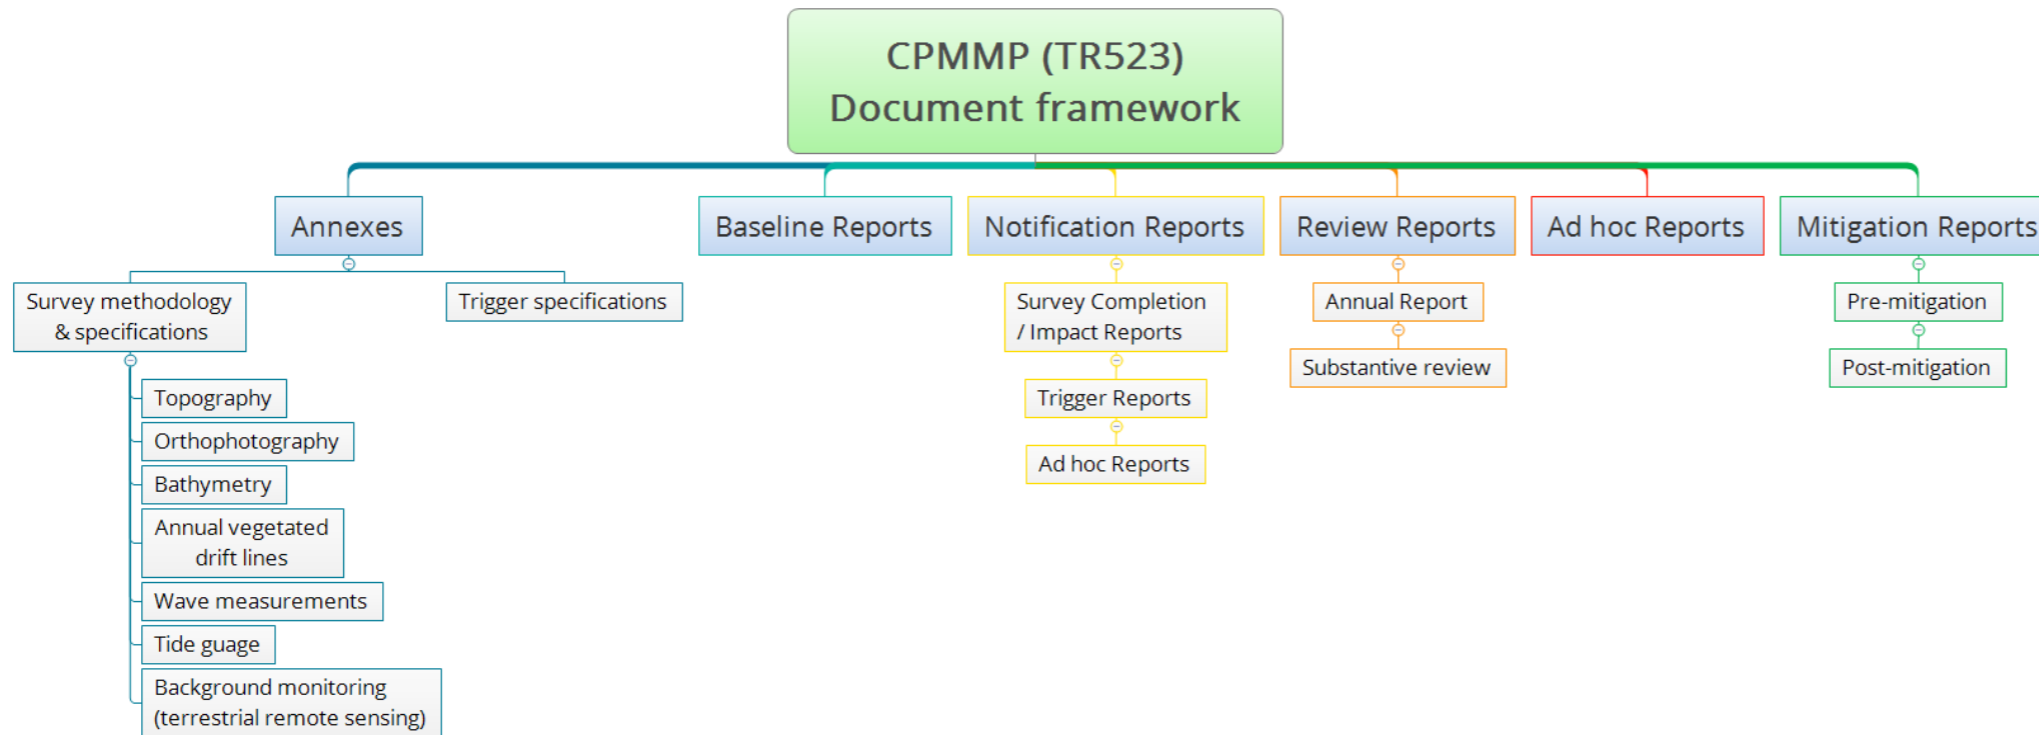 CPMMP (TR523)
Document framework
Annexes
Baseline Reports
Notification Reports
Review Reports
Ad hoc Reports
Mitigation Reports
Survey methodology
& specifications
Trigger specifications
Topography
Orthophotography
Bathymetry
Annual vegetated
drift lines
Wave measurements
Tide guage
Background monitoring
(terrestrial remote sensing)
Survey Completion
/ Impact Reports
Trigger Reports
Ad hoc Reports
Annual Report
Substantive review
Pre-mitigation
Post-mitigation